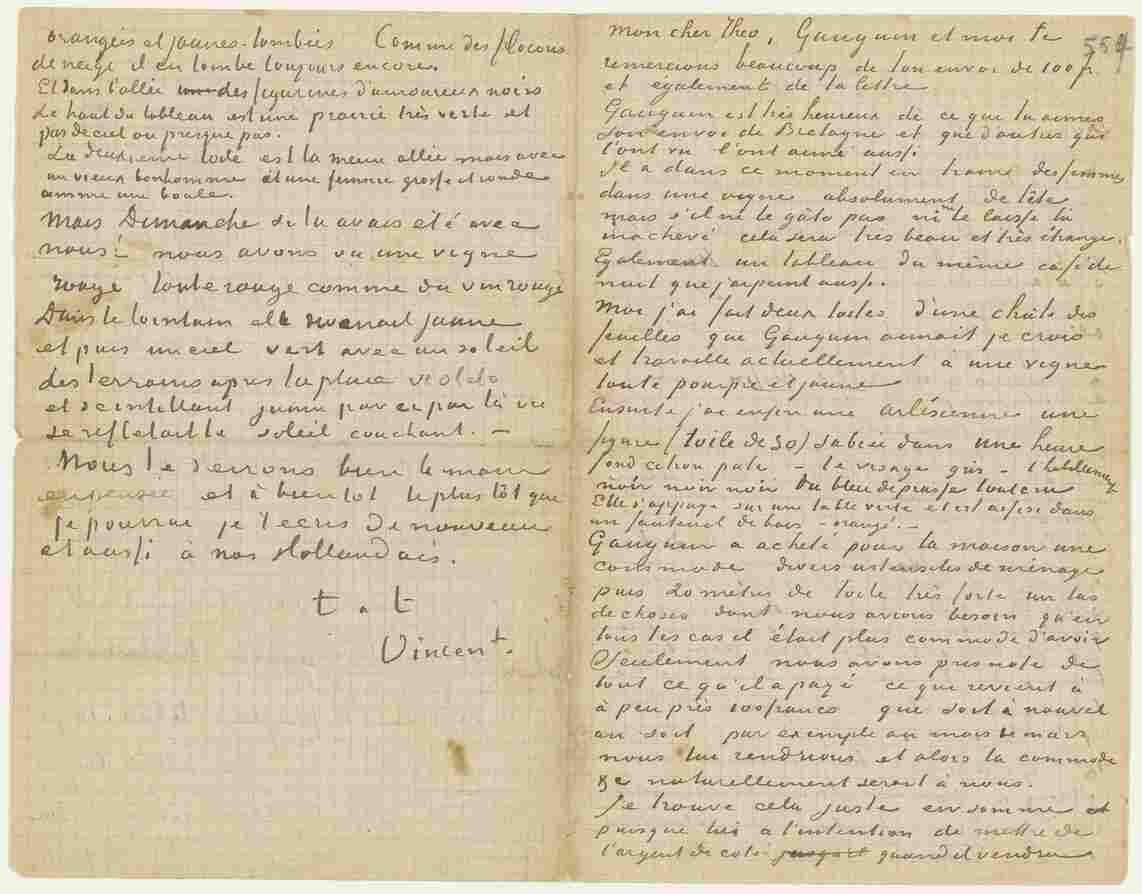 orangées et jaunes tombées Comme des flocons
de neige il en tombe toujours encore.
Et dans l'allée des figurines d'amoureux noirs
Le haut du tableau est une prairie très verte et
pas de ciel ou presque pas.
La deuxieme toile est la même allée mais avec
un vieux bonhomme et une femme grosse et ronde
comme une boule.
Mais Dimanche si tu avais été avec
nous! nous avons vu une vigne
rouge toute rouge comme du vin rouge
Dans le lointain elle devenait jaune
et puis un ciel vert avec un soleil
des terrains après la pluie violets
et scintillant jaune par ci par là où
se reflétait le soleil couchant. –
Nous te serrons bien la main
en pensée et à bientot le plus tôt que
je pourrai je t'ecris de nouveau
et aussi à nos Hollandais.
t à t
Vincent.
mon cher Theo, Gauguin et moi te
remercions beaucoup de ton envoi de 100 fr.
et également de ta lettre
Gauguin est très heureux de ce que tu aimes
son envoi de Bretagne et que d'autres qui
l'ont vu l'ont aimé aussi
Il a dans ce moment en train des femmes
dans une vigne absolument de tête
mais s'il ne le gâte pas ni ne le laisse là
inachevé cela sera très beau et très étrange.
Egalement un tableau du même café de
nuit que j'ai peint aussi.
Moi j'ai fait deux toiles d'une chûte des
feuilles que Gauguin aimait je crois
et travaille actuellement à une vigne
toute pourpre et jaune
Ensuite j'ai enfin une Arlésienne une
figure (toile de 30) sabrée dans une heure
fond citron pale – le visage gris – l'habillement
noir noir noir du bleu de prusse tout cru
Elle s'appuye sur une table verte et est assise dans
un fauteuil de bois – orangé. –
Gauguin a acheté pour la maison une
commode divers ustensiles de ménage
puis 20 mètres de toile très forte un tas
de choses dont nous avions besoin qu'en
tous les cas il était plus commode d'avoir
Seulement nous avons pris note de
tout ce qu'il a payé ce qui revient à
à peu près 100 francs que soit à nouvel
an soit par exemple au mois de mars
nous lui rendrions et alors la commode
&c naturellement serait à nous.
Je trouve cela juste en somme
puisque lui a l'intention de mettre de
l'argent de coté jusqu'à quand il vendra